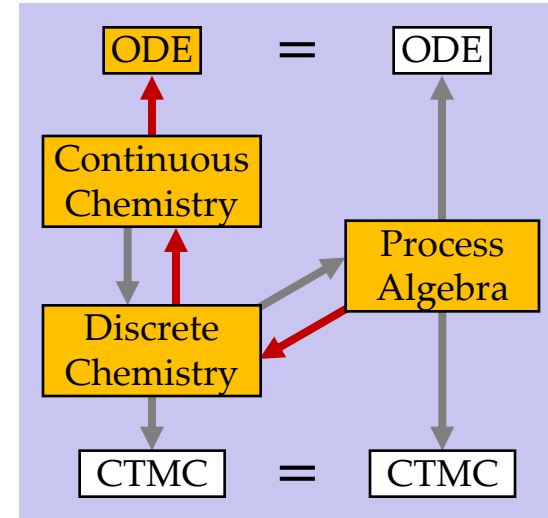 ODE = ODE
Continuous
Chemistry
Process
Algebra
Discrete
Chemistry
CTMC = CTMC